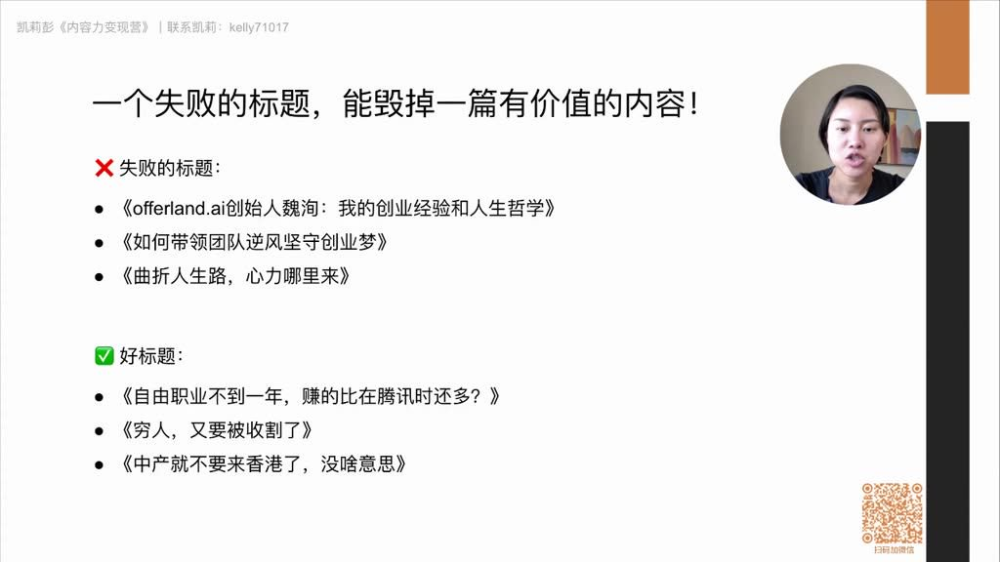 凯莉彭《内容力变现营》｜联系凯莉：kelly71017
一个失败的标题，能毁掉一篇有价值的内容！
❌ 失败的标题：
● 《offerland.ai创始人魏洵：我的创业经验和人生哲学》
● 《如何带领团队逆风坚守创业梦》
● 《曲折人生路，心力哪里来》
✅ 好标题：
● 《自由职业不到一年，赚的比在腾讯时还多？》
● 《穷人，又要被收割了》
● 《中产就不要来香港了，没啥意思》
扫码加微信